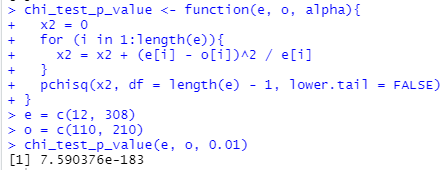 > chi_test_p_value <- function(e, o, alpha){
+   x2 = 0
+   for (i in 1:length(e)){
+     x2 = x2 + (e[i] - o[i])^2 / e[i]
+   }
+   pchisq(x2, df = length(e) - 1, lower.tail = FALSE)
+ }
> e = c(12, 308)
> o = c(110, 210)
> chi_test_p_value(e, o, 0.01)
[1] 7.590376e-183